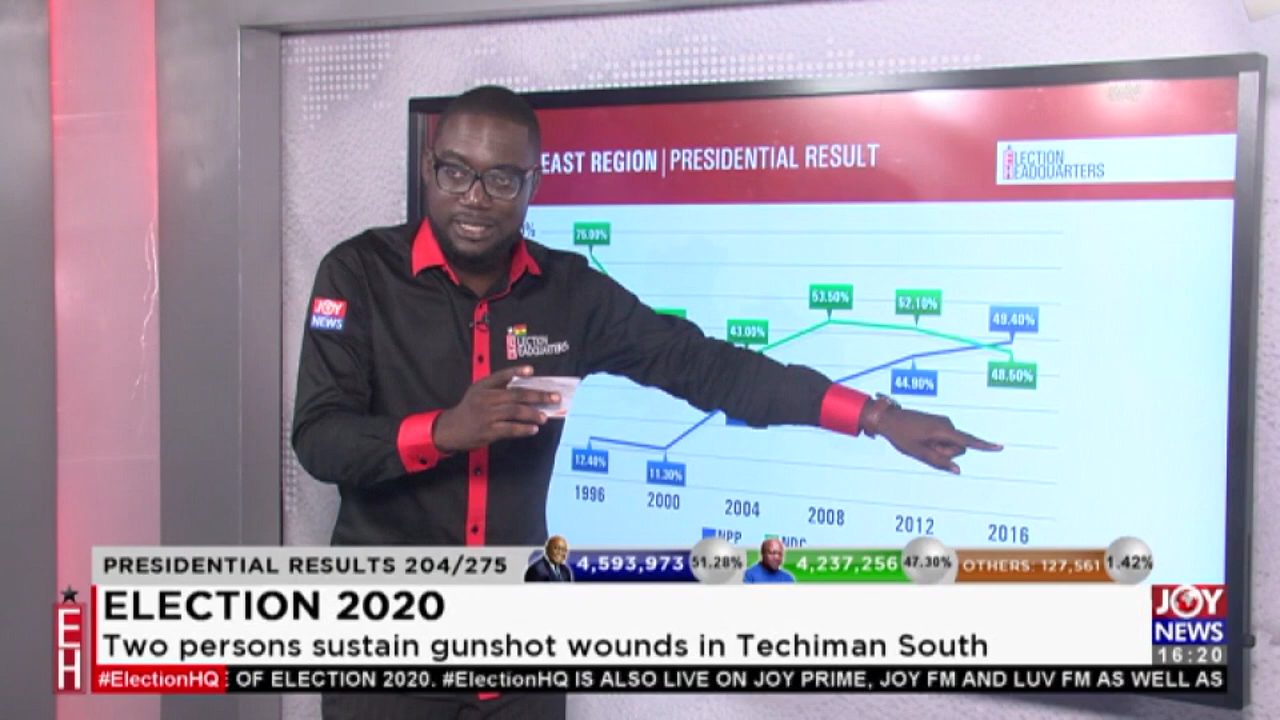 EAST REGION | PRESIDENTIAL RESULT
ELECTION
HEADQUARTERS
%
75.00%
43.00%
53.50%
52.10%
49.40%
48.50%
44.90%
12.40%
11.30%
1996
2000
2004
2008
2012
2016
NPP
NDC
JOY
NEWS
ELECTION
HEADQUARTERS
PRESIDENTIAL RESULTS 204/275
4,593,973
51.28%
4,237,256
47.30%
OTHERS: 127,561
1.42%
ELECTION 2020
Two persons sustain gunshot wounds in Techiman South
EH
JOY
NEWS
16:20
#ElectionHQ
OF ELECTION 2020. #ElectionHQ IS ALSO LIVE ON JOY PRIME, JOY FM AND LUV FM AS WELL AS